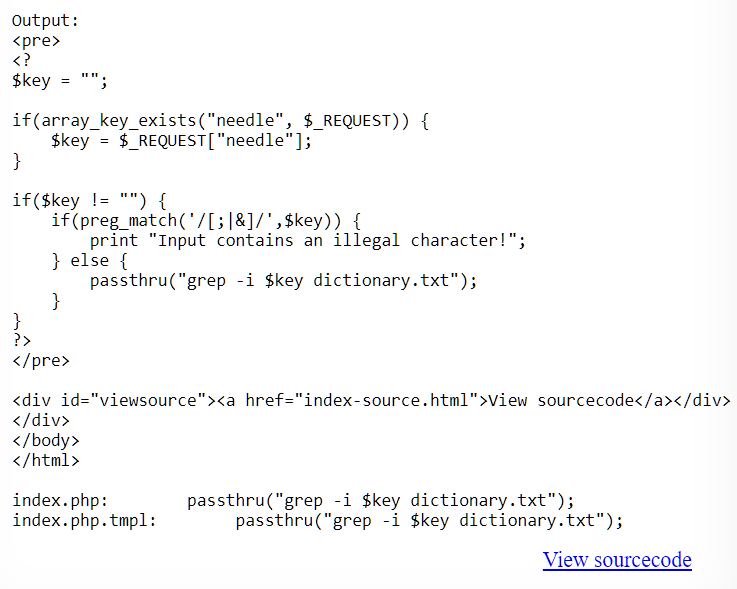 Output:
<pre>
<?
$key = "";
if(array_key_exists("needle", $_REQUEST)) {
    $key = $_REQUEST["needle"];
}
if($key != "") {
    if(preg_match('/[;|&]/',$key)) {
        print "Input contains an illegal character!";
    } else {
        passthru("grep -i $key dictionary.txt");
    }
}
?>
</pre>
<div id="viewsource"><a href="index-source.html">View sourcecode</a></div>
</div>
</body>
</html>
index.php:        passthru("grep -i $key dictionary.txt");
index.php.tmpl:        passthru("grep -i $key dictionary.txt");
View sourcecode